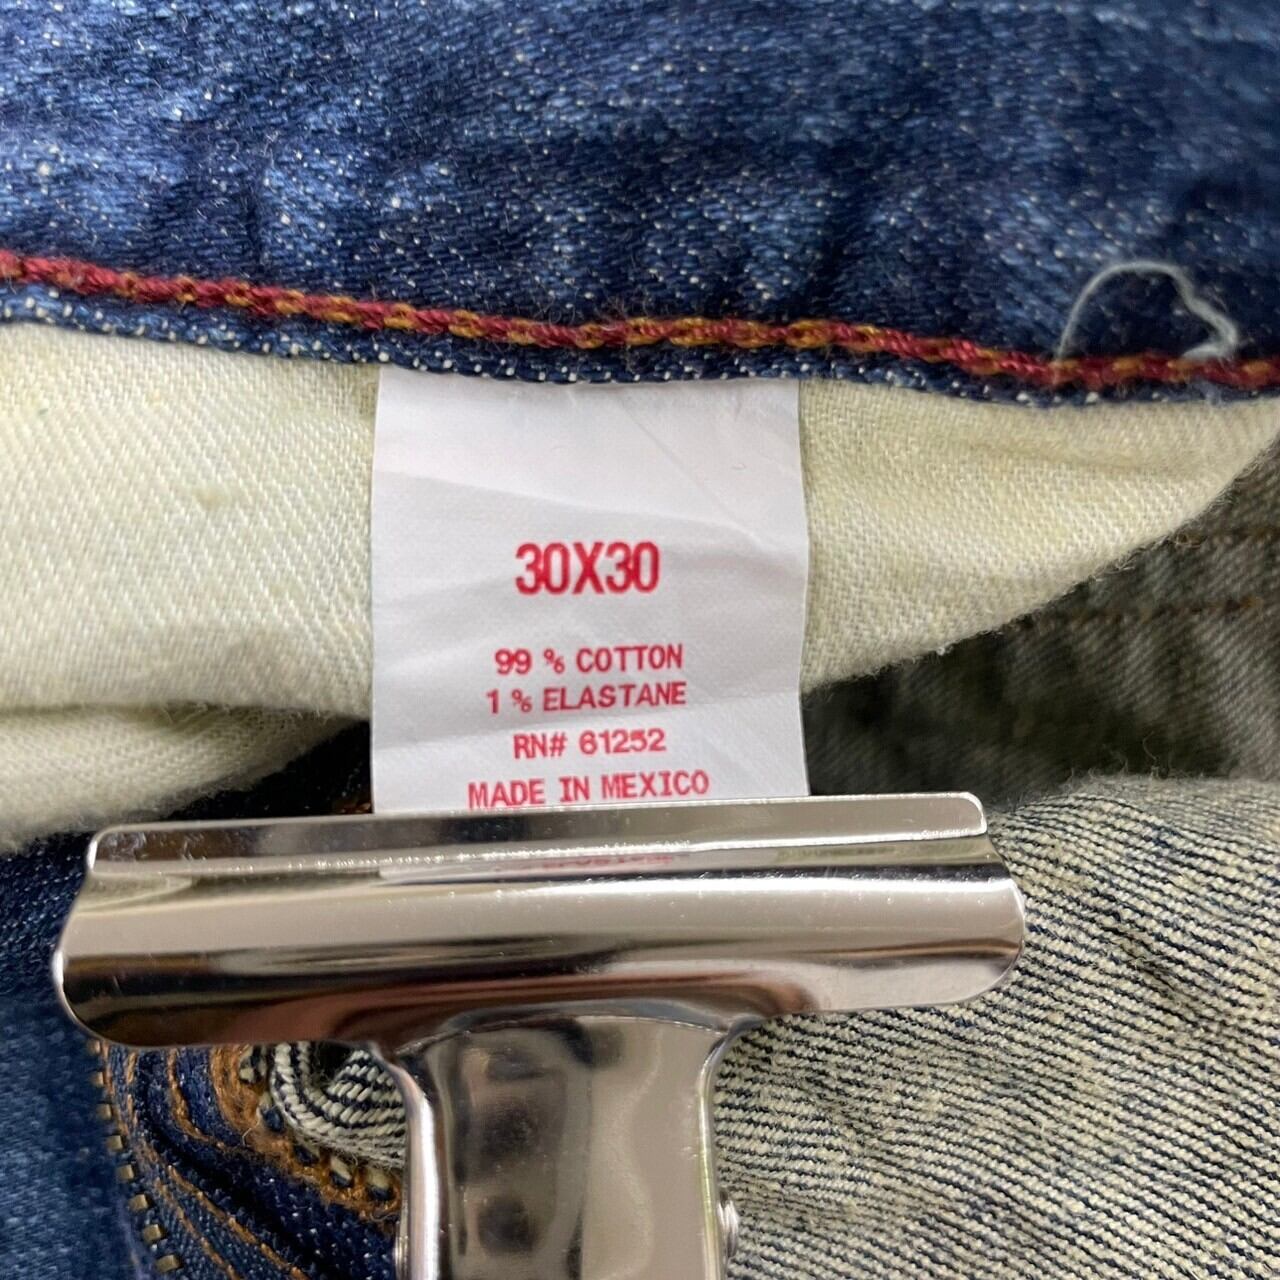 30X30
99 % COTTON
1 % ELASTANE
RN# 61252
MADE IN MEXICO